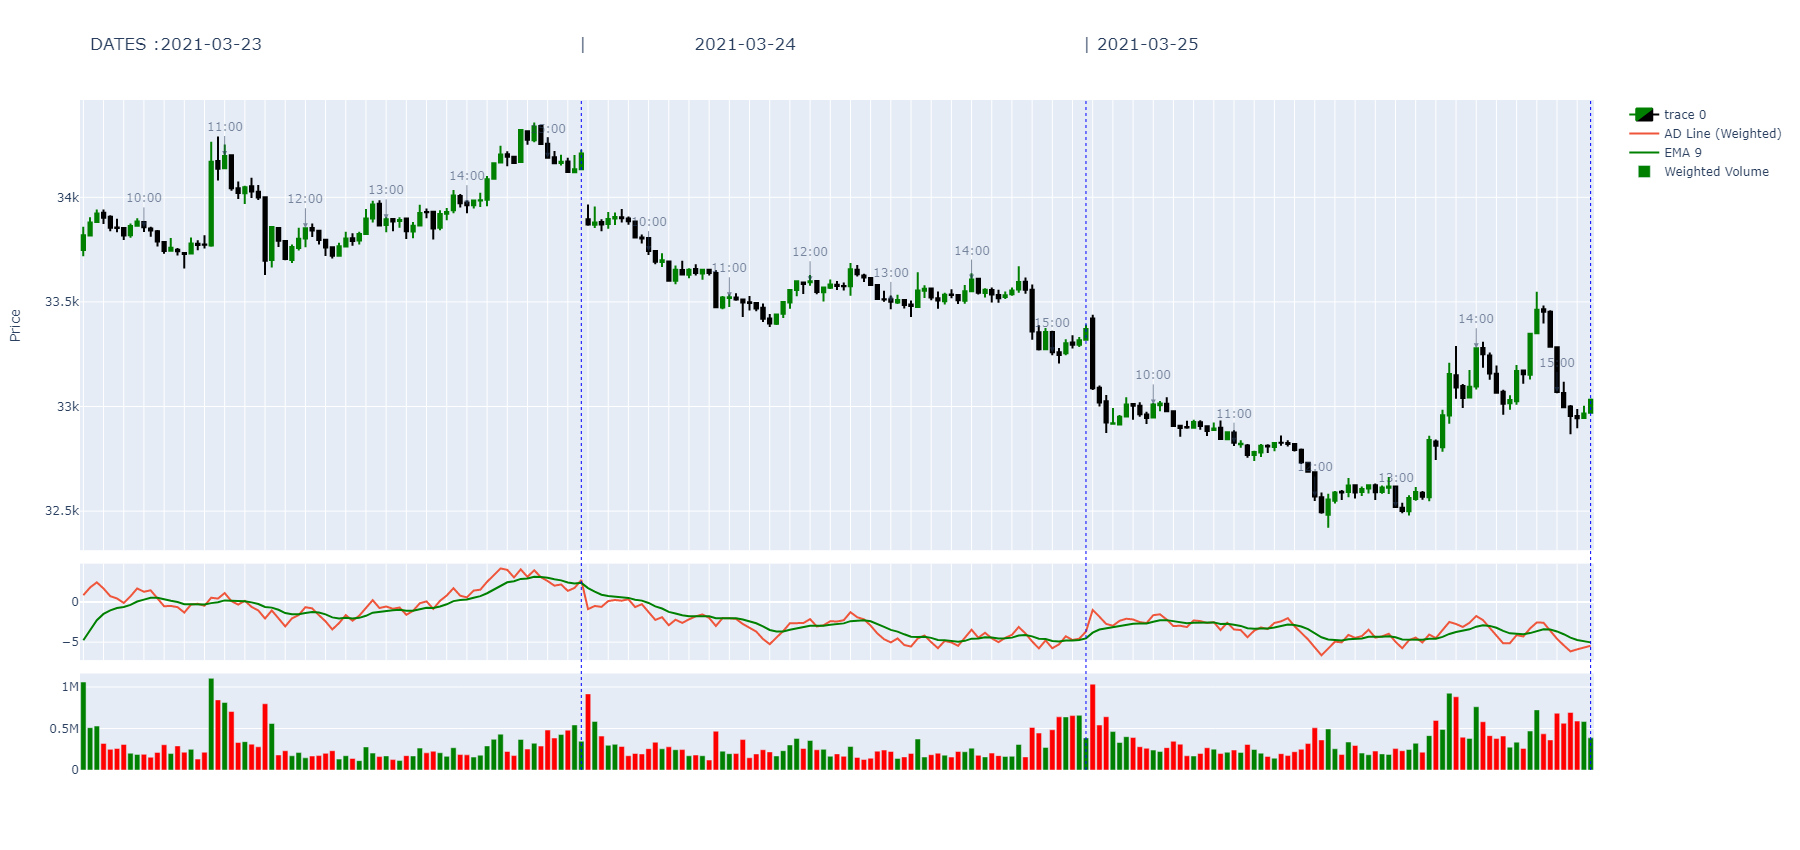 DATES :2021-03-23 | 2021-03-24 | 2021-03-25
trace 0
AD Line (Weighted)
EMA 9
Weighted Volume
Price
34k
33.5k
33k
32.5k
10:00
11:00
12:00
13:00
14:00
10:00
11:00
12:00
13:00
14:00
15:00
10:00
11:00
13:00
14:00
15:00
0
−5
1M
0.5M
0